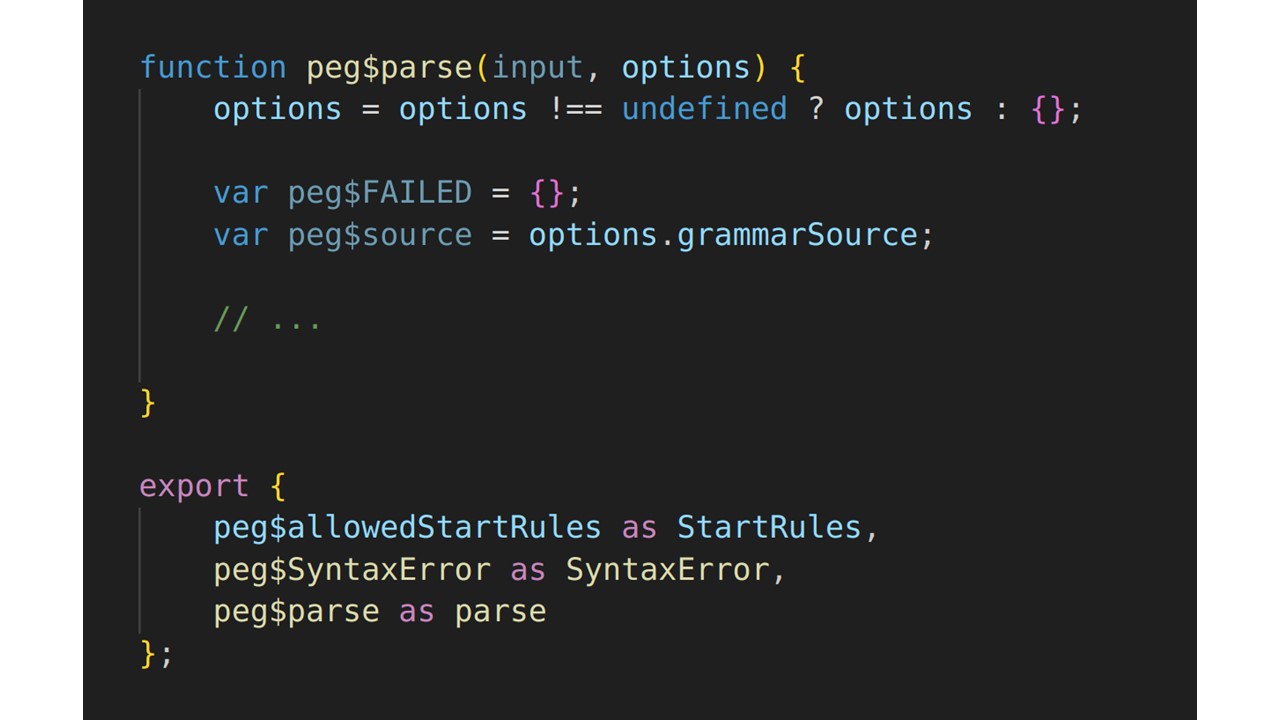 function peg$parse(input, options) {
options = options !== undefined ? options : {};
var peg$FAILED = {};
var peg$source = options.grammarSource;
// ...
}
export {
peg$allowedStartRules as StartRules,
peg$SyntaxError as SyntaxError,
peg$parse as parse
};